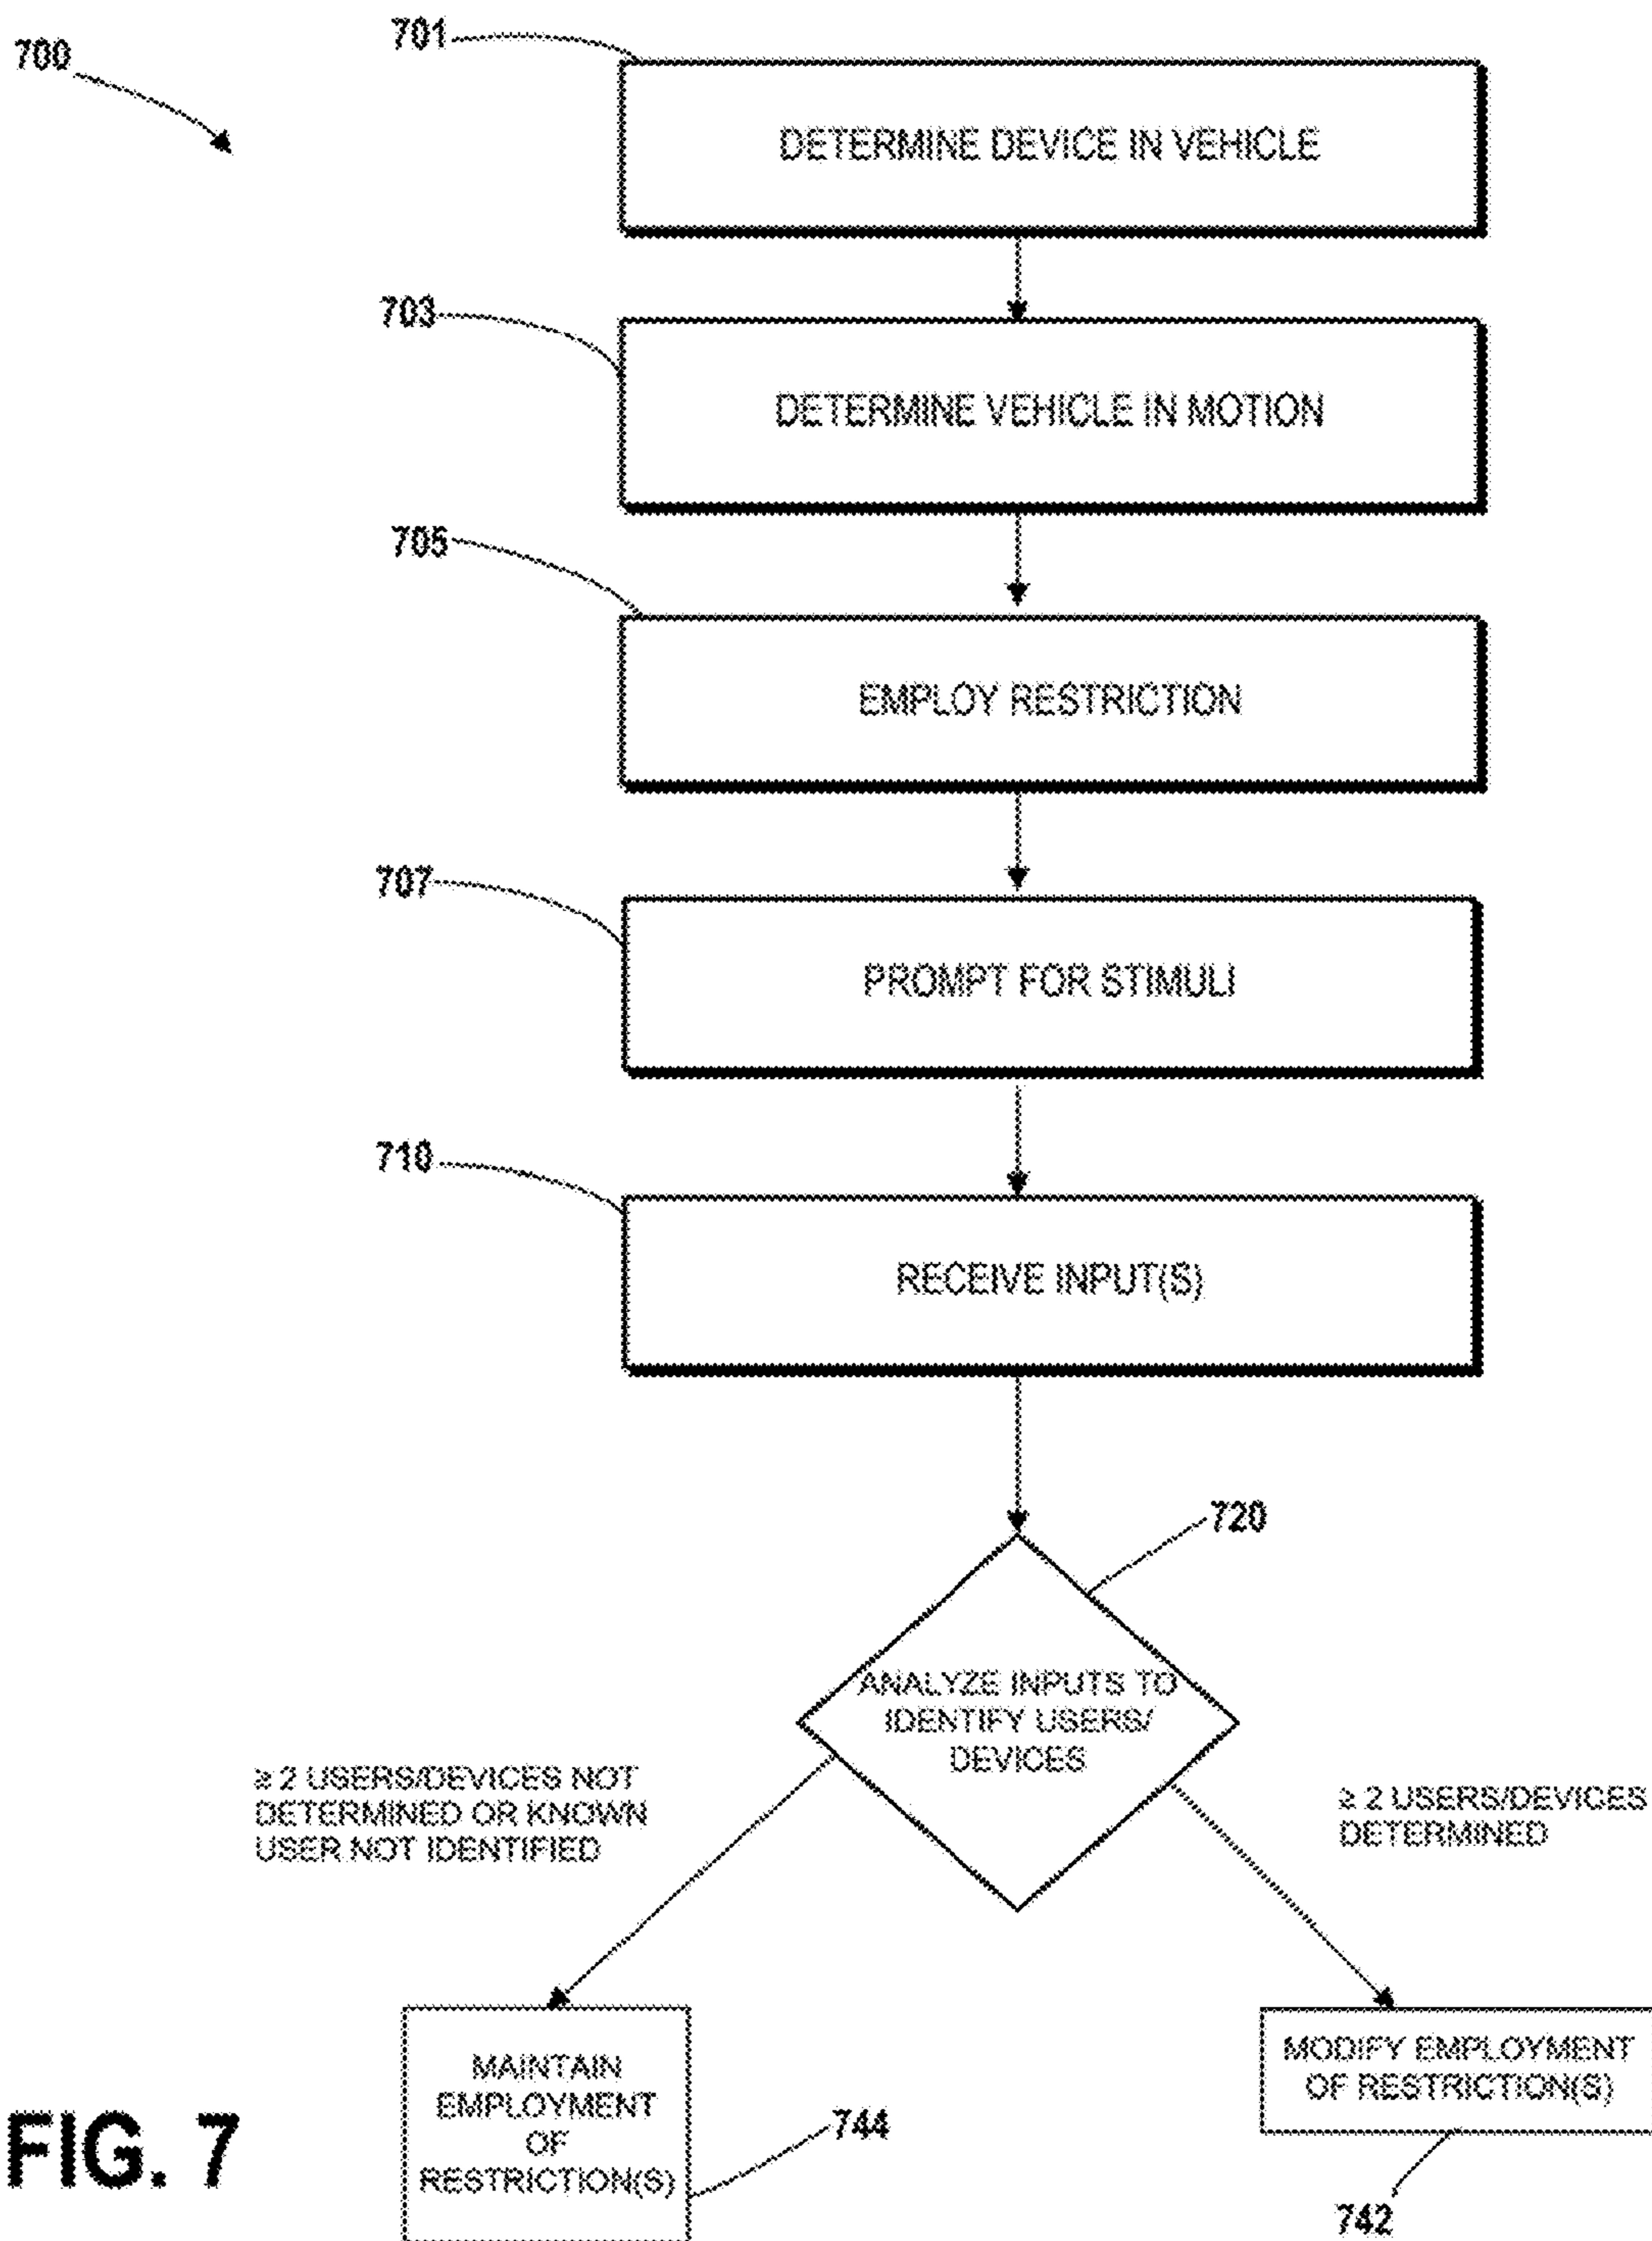 700
701
DETERMINE DEVICE IN VEHICLE
703
DETERMINE VEHICLE IN MOTION
705
EMPLOY RESTRICTION
707
PROMPT FOR STIMULI
710
RECEIVE INPUT(S)
720
ANALYZE INPUTS TO
IDENTIFY USERS/
DEVICES
≥ 2 USERS/DEVICES NOT
DETERMINED OR KNOWN
USER NOT IDENTIFIED
≥ 2 USERS/DEVICES
DETERMINED
MAINTAIN
EMPLOYMENT
OF
RESTRICTION(S)
744
MODIFY EMPLOYMENT
OF RESTRICTION(S)
742
FIG. 7